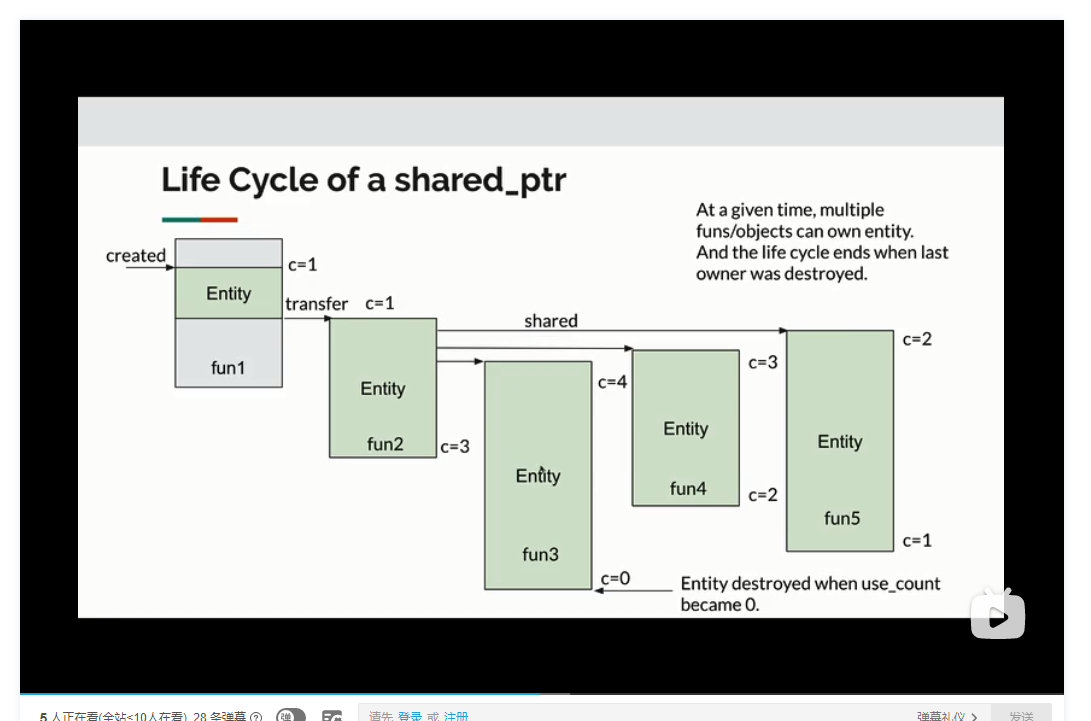 Life Cycle of a shared_ptr
At a given time, multiple
funs/objects can own entity.
And the life cycle ends when last
owner was destroyed.
created
c=1
Entity
fun1
transfer c=1
Entity
fun2
c=3
shared
c=4
Entity
fun3
c=0
c=3
Entity
fun4
c=2
c=2
Entity
fun5
c=1
Entity destroyed when use_count
became 0.
5 人正在看(全站<10人在看), 28 条弹幕
弹
请先 登录 或 注册
弹幕礼仪
发送